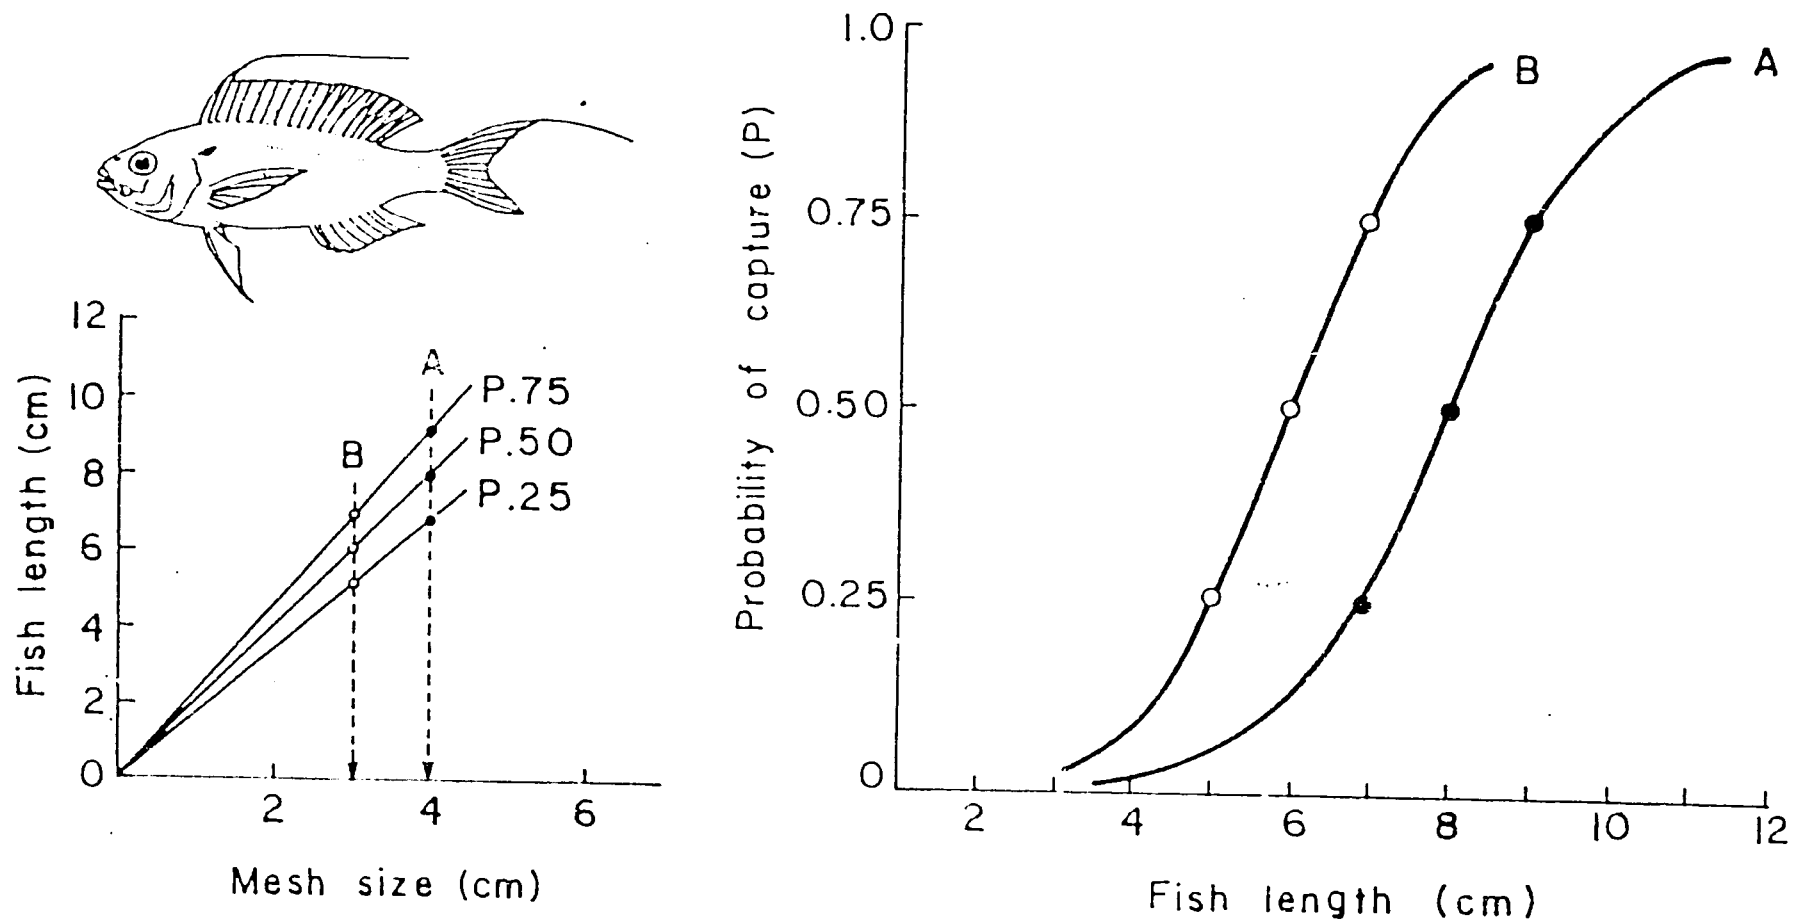 12
10
8
6
4
2
0
Fish length (cm)
A
B
P.75
P.50
P.25
2 4 6
Mesh size (cm)
1.0
0.75
0.50
0.25
0
Probability of capture (P)
B
A
2 4 6 8 10 12
Fish length (cm)